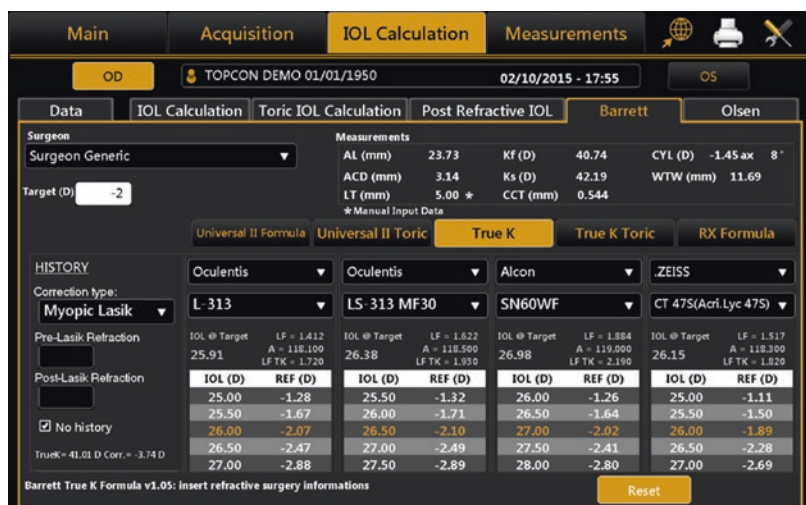 Main Acquisition IOL Calculation Measurements
OD TOPCON DEMO 01/01/1950 02/10/2015 - 17:55 OS
Data IOL Calculation Toric IOL Calculation Post Refractive IOL Barrett Olsen
Surgeon
Surgeon Generic
Target (D) -2
Measurements
AL (mm) 23.73 Kf (D) 40.74 CYL (D) -1.45 ax 8°
ACD (mm) 3.14 Ks (D) 42.19 WTW (mm) 11.69
LT (mm) 5.00 * CCT (mm) 0.544
* Manual Input Data
Universal II Formula Universal II Toric True K True K Toric RX Formula
HISTORY
Correction type:
Myopic Lasik
Pre-Lasik Refraction
Post-Lasik Refraction
No history
TrueK= 41.01 D Corr.= -3.74 D
Oculentis Oculentis Alcon .ZEISS
L-313 LS-313 MF30 SN60WF CT 47S(Acri.Lyc 47S)
IOL @ Target LF = 1.412 IOL @ Target LF = 1.622 IOL @ Target LF = 1.884 IOL @ Target LF = 1.517
25.91 A = 118.100 26.38 A = 118.500 26.98 A = 119.000 26.15 A = 118.300
LF TK = 1.720 LF TK = 1.930 LF TK = 2.190 LF TK = 1.820
IOL (D) REF (D) IOL (D) REF (D) IOL (D) REF (D) IOL (D) REF (D)
25.00 -1.28 25.50 -1.32 26.00 -1.26 25.00 -1.11
25.50 -1.67 26.00 -1.71 26.50 -1.64 25.50 -1.50
26.00 -2.07 26.50 -2.10 27.00 -2.02 26.00 -1.89
26.50 -2.47 27.00 -2.49 27.50 -2.41 26.50 -2.28
27.00 -2.88 27.50 -2.89 28.00 -2.80 27.00 -2.69
Barrett True K Formula v1.05: insert refractive surgery informations
Reset